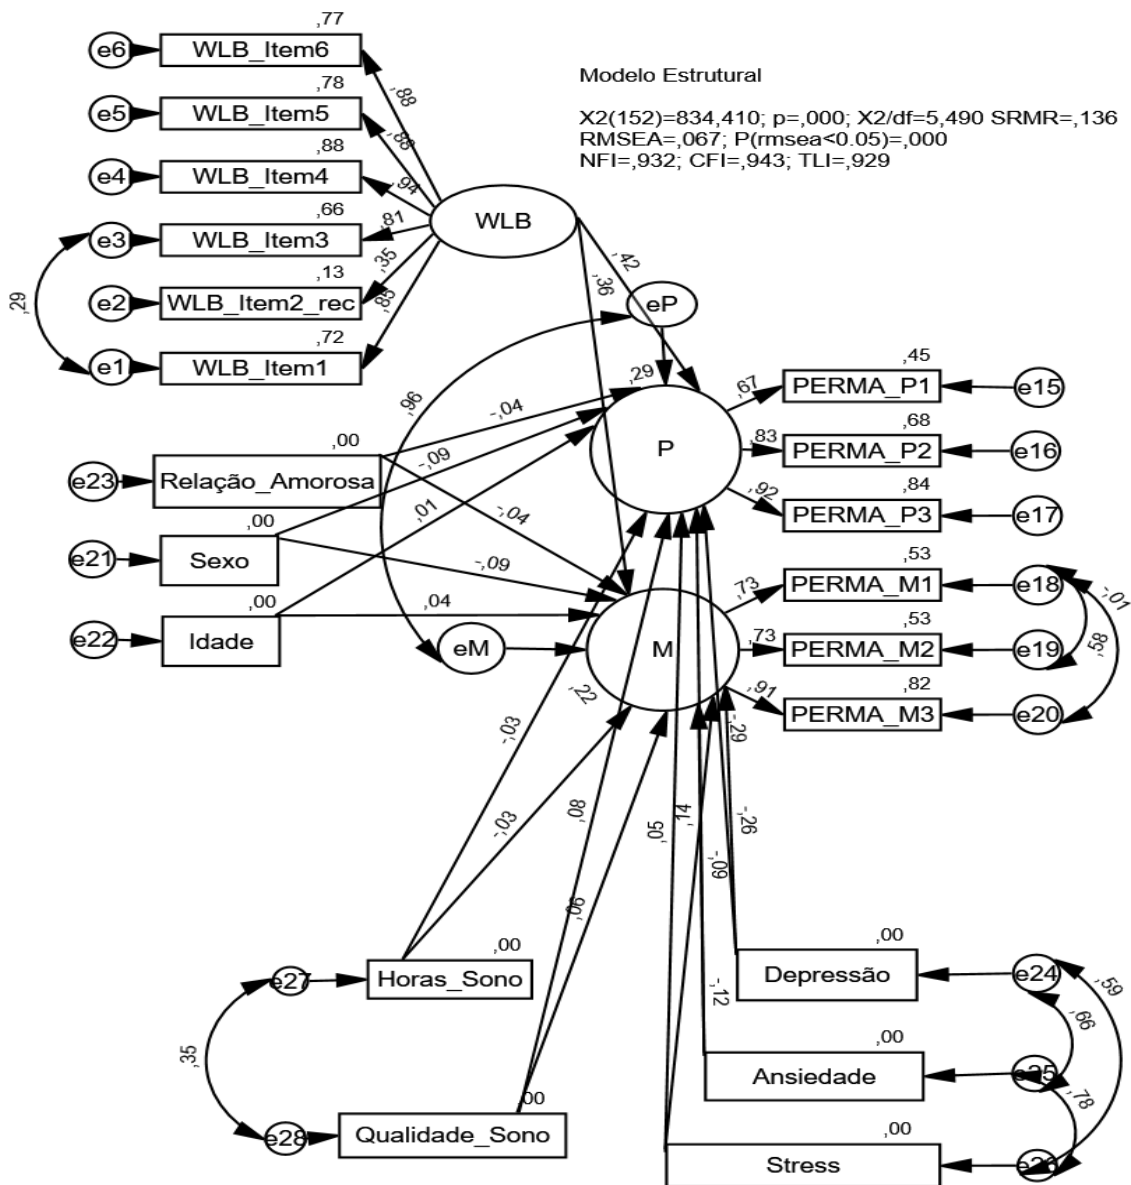 ,77
e6
WLB_Item6
,78
e5
WLB_Item5
,88
e4
WLB_Item4
,66
e3
WLB_Item3
,13
e2
WLB_Item2_rec
,72
e1
WLB_Item1
,29
,88
,88
,94
,81
,35
,85
WLB
Modelo Estrutural
X2(152)=834,410; p=,000; X2/df=5,490 SRMR=,136
RMSEA=,067; P(rmsea<0.05)=,000
NFI=,932; CFI=,943; TLI=,929
,42
,36
eP
,96
,29
P
,67
,83
,92
,45
PERMA_P1
e15
,68
PERMA_P2
e16
,84
PERMA_P3
e17
,00
e23
Relação_Amorosa
-,04
-,04
,00
e21
Sexo
-,09
-,09
,00
e22
Idade
,01
,04
eM
M
,22
,73
,73
,91
,53
PERMA_M1
e18
,53
PERMA_M2
e19
,82
PERMA_M3
e20
-,01
,58
-,03
-,03
,08
,06
,05
,14
-,29
-,26
-,09
-,12
,00
e27
Horas_Sono
,35
,00
e28
Qualidade_Sono
,00
Depressão
e24
,00
Ansiedade
e25
,00
Stress
e26
,59
,66
,78